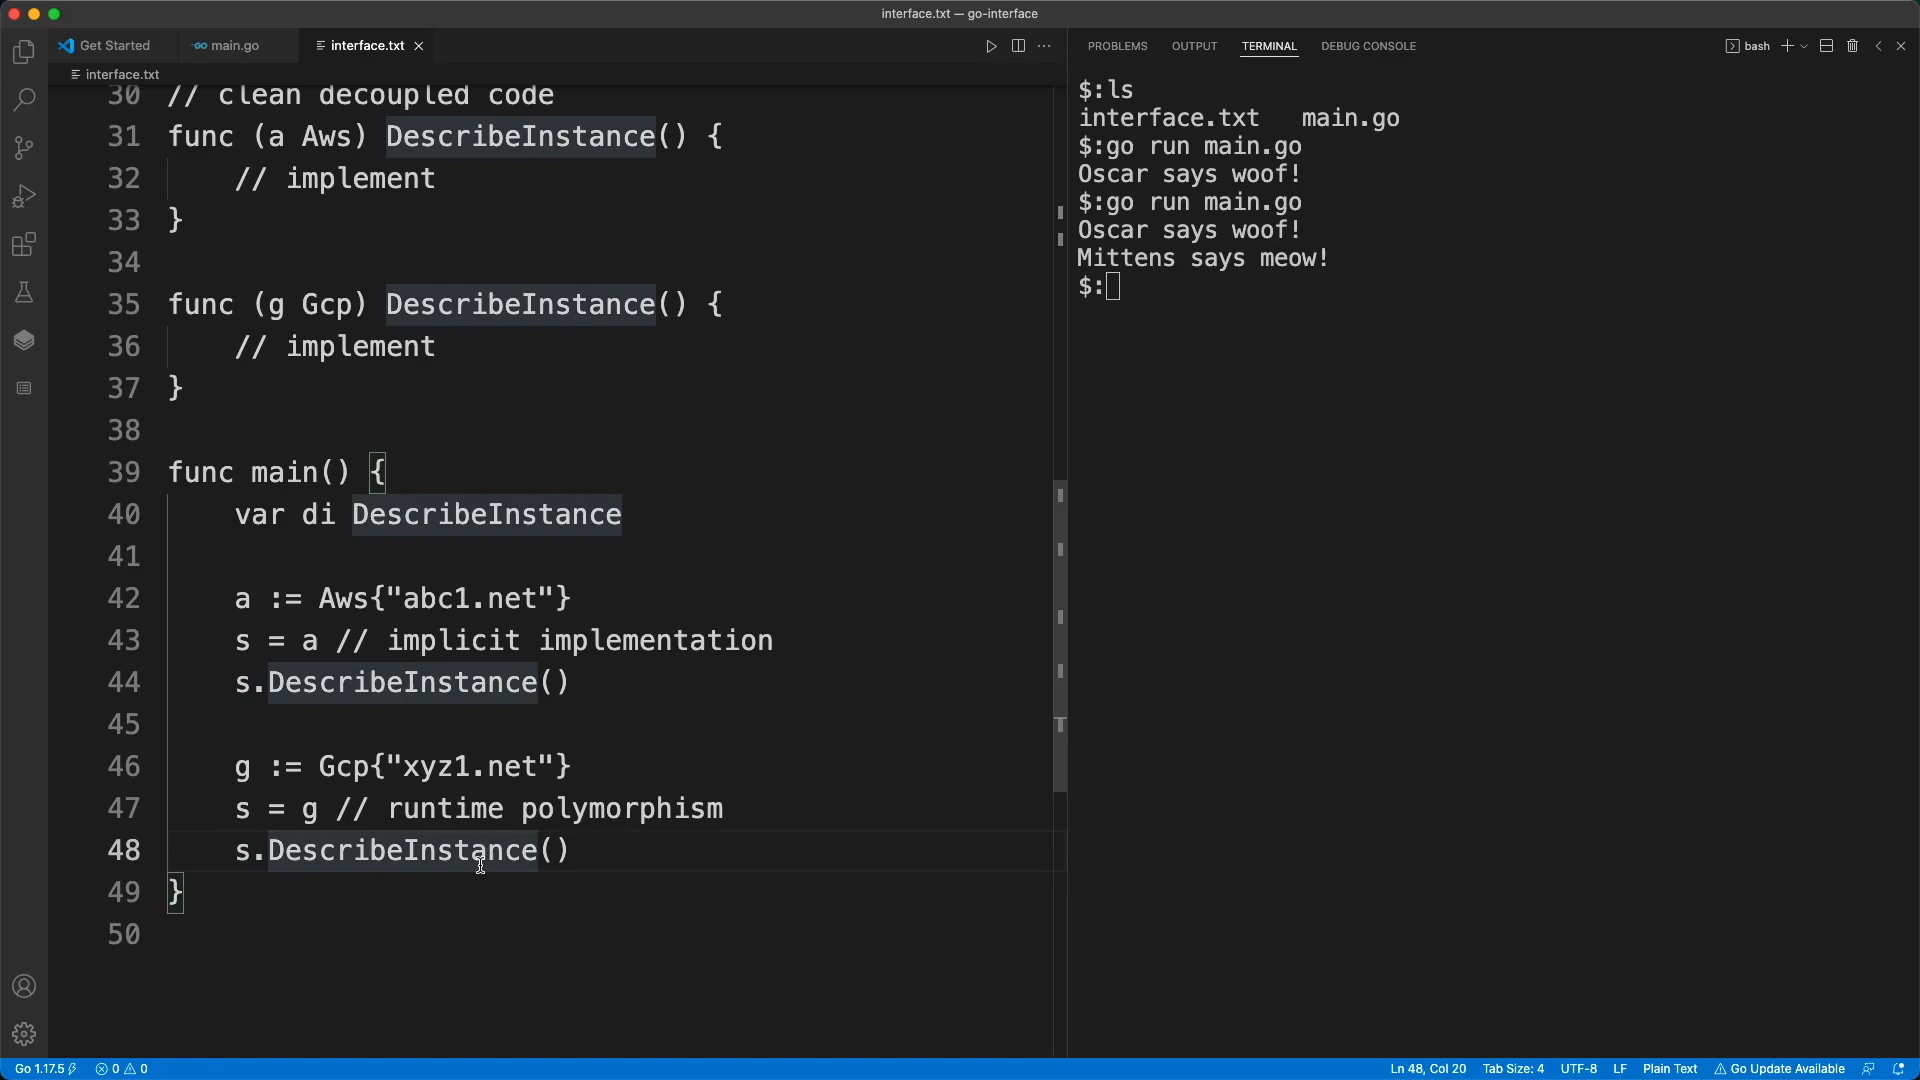 interface.txt — go-interface
Get Started
main.go
interface.txt
interface.txt
30 // clean decoupled code
31 func (a Aws) DescribeInstance() {
32 // implement
33 }
34
35 func (g Gcp) DescribeInstance() {
36 // implement
37 }
38
39 func main() {
40 var di DescribeInstance
41
42 a := Aws{"abc1.net"}
43 s = a // implicit implementation
44 s.DescribeInstance()
45
46 g := Gcp{"xyz1.net"}
47 s = g // runtime polymorphism
48 s.DescribeInstance()
49 }
50
PROBLEMS OUTPUT TERMINAL DEBUG CONSOLE
bash
$:ls
interface.txt main.go
$:go run main.go
Oscar says woof!
$:go run main.go
Oscar says woof!
Mittens says meow!
$:
Go 1.17.5 0 0 Ln 48, Col 20 Tab Size: 4 UTF-8 LF Plain Text Go Update Available